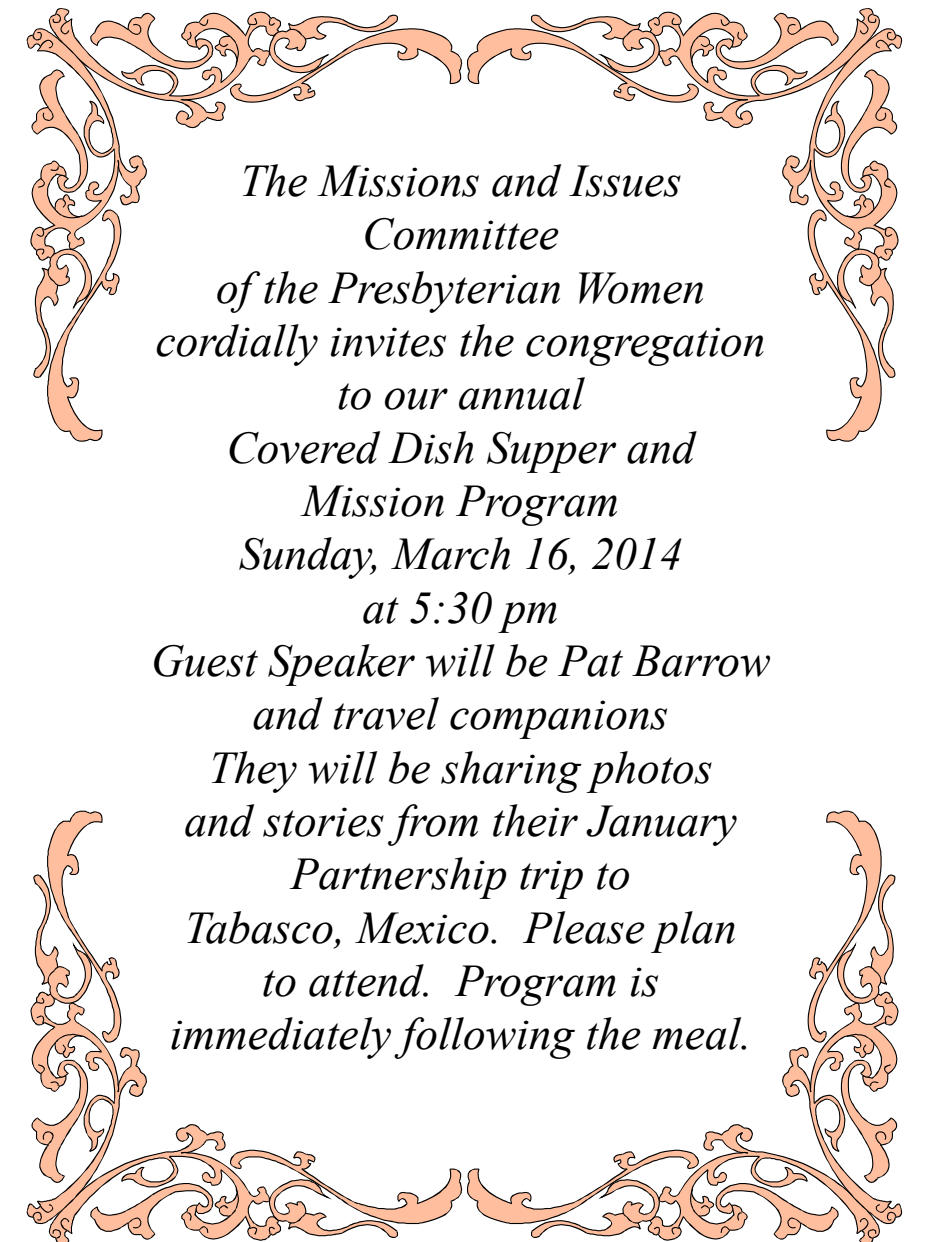 The Missions and Issues
Committee
of the Presbyterian Women
cordially invites the congregation
to our annual
Covered Dish Supper and
Mission Program
Sunday, March 16, 2014
at 5:30 pm
Guest Speaker will be Pat Barrow
and travel companions
They will be sharing photos
and stories from their January
Partnership trip to
Tabasco, Mexico.  Please plan
to attend.  Program is
immediately following the meal.